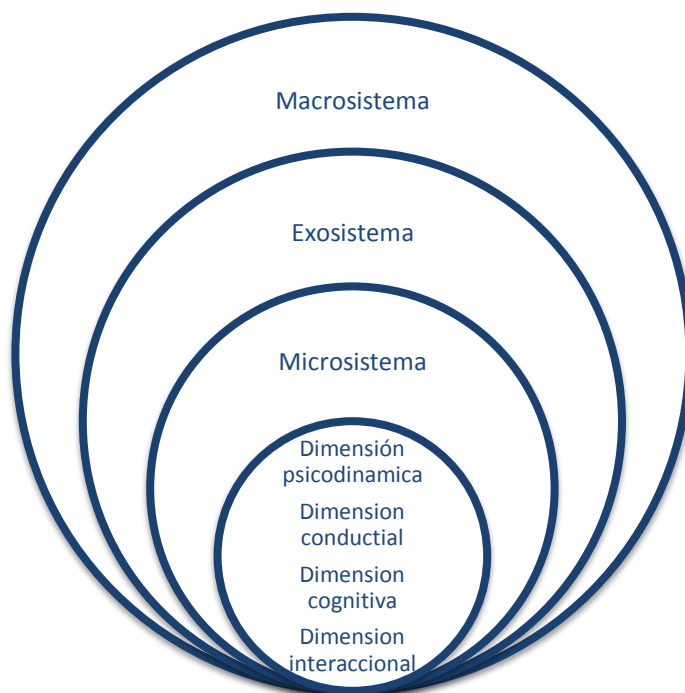 Macrosistema
Exosistema
Microsistema
Dimensión
psicodinamica
Dimension
conductial
Dimension
cognitiva
Dimension
interaccional